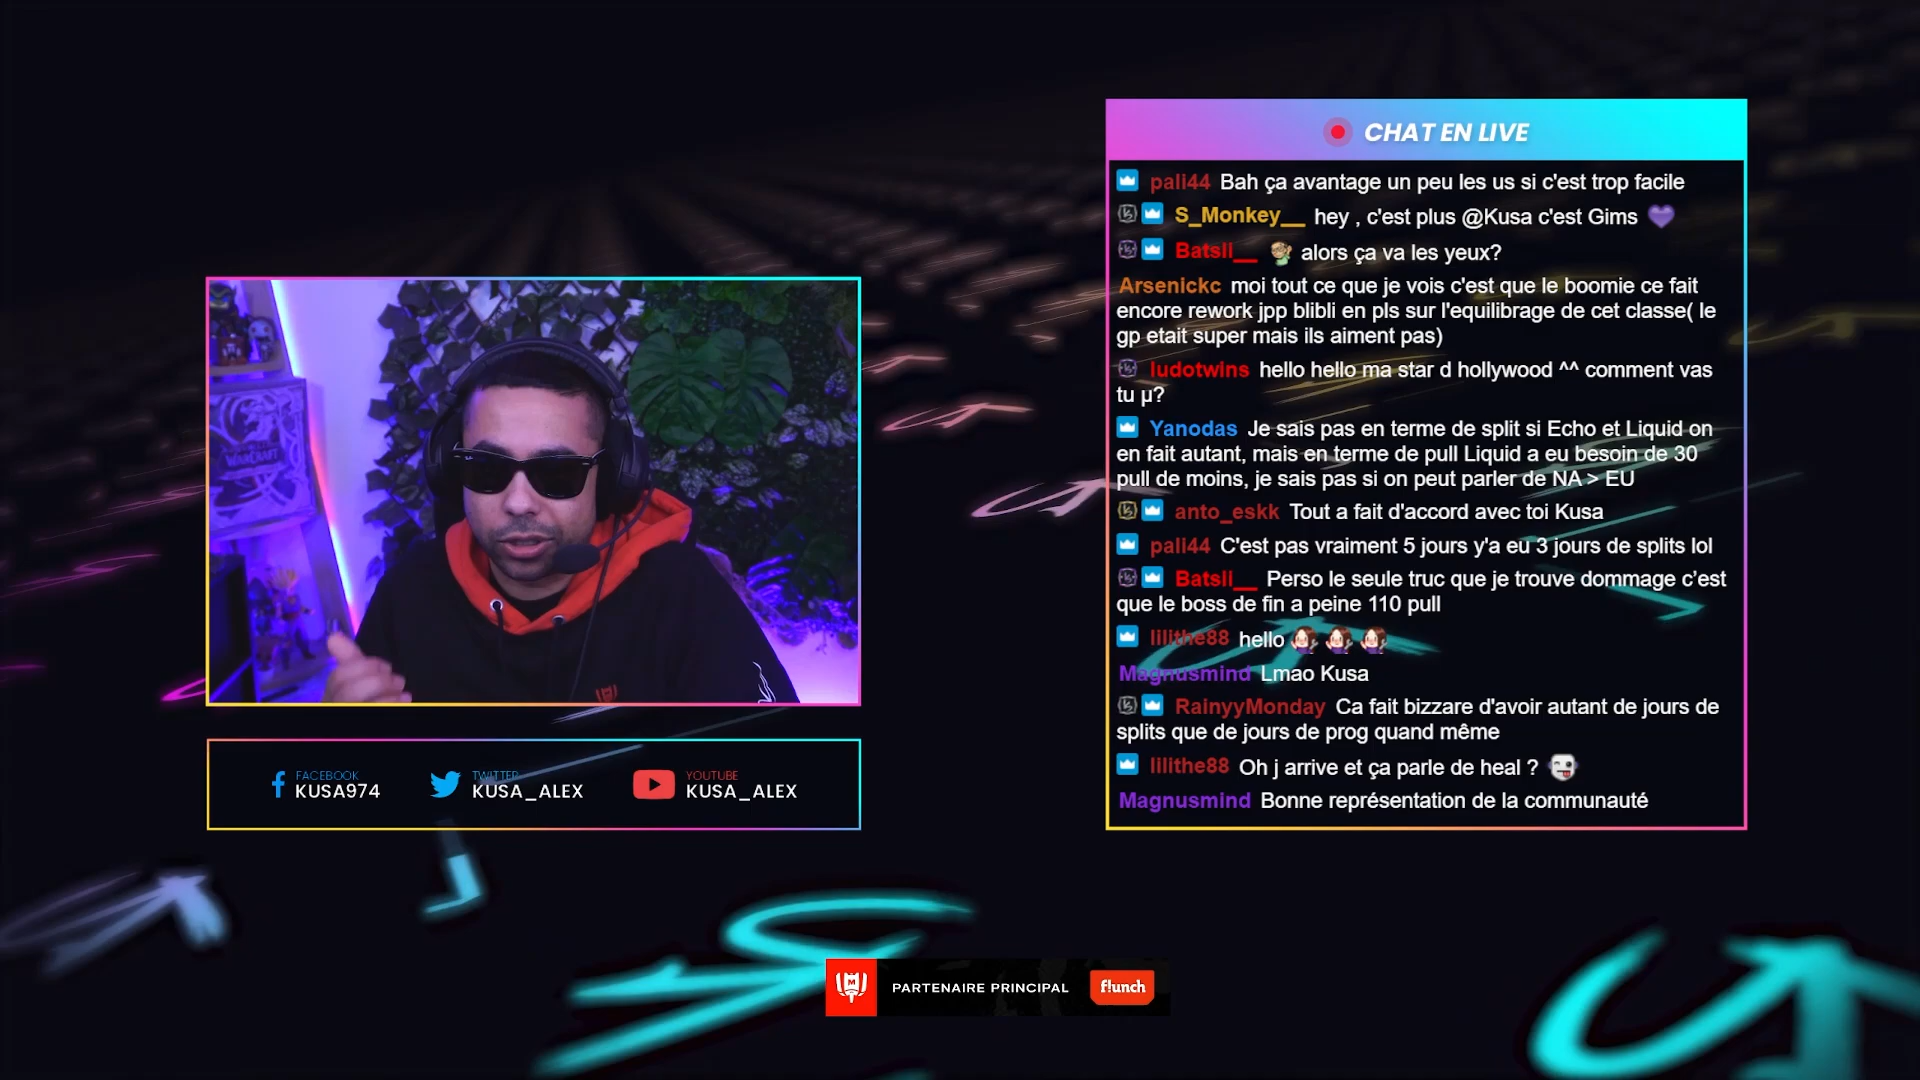 CHAT EN LIVE
pali44 Bah ça avantage un peu les us si c'est trop facile
S_Monkey__ hey , c'est plus @Kusa c'est Gims
Batsll__ alors ça va les yeux?
Arsenickc moi tout ce que je vois c'est que le boomie ce fait
encore rework jpp blibli en pls sur l'equilibrage de cet classe( le
gp etait super mais ils aiment pas)
ludotwins hello hello ma star d hollywood ^^ comment vas
tu µ?
Yanodas Je sais pas en terme de split si Echo et Liquid on
en fait autant, mais en terme de pull Liquid a eu besoin de 30
pull de moins, je sais pas si on peut parler de NA > EU
anto_eskk Tout a fait d'accord avec toi Kusa
pali44 C'est pas vraiment 5 jours y'a eu 3 jours de splits lol
Batsll__ Perso le seule truc que je trouve dommage c'est
que le boss de fin a peine 110 pull
lilithe88 hello
Magnusmind Lmao Kusa
RainyyMonday Ca fait bizzare d'avoir autant de jours de
splits que de jours de prog quand même
lilithe88 Oh j arrive et ça parle de heal ?
Magnusmind Bonne représentation de la communauté
WARCRAFT
FACEBOOK
KUSA974
TWITTER
KUSA_ALEX
YOUTUBE
KUSA_ALEX
M
PARTENAIRE PRINCIPAL
flunch